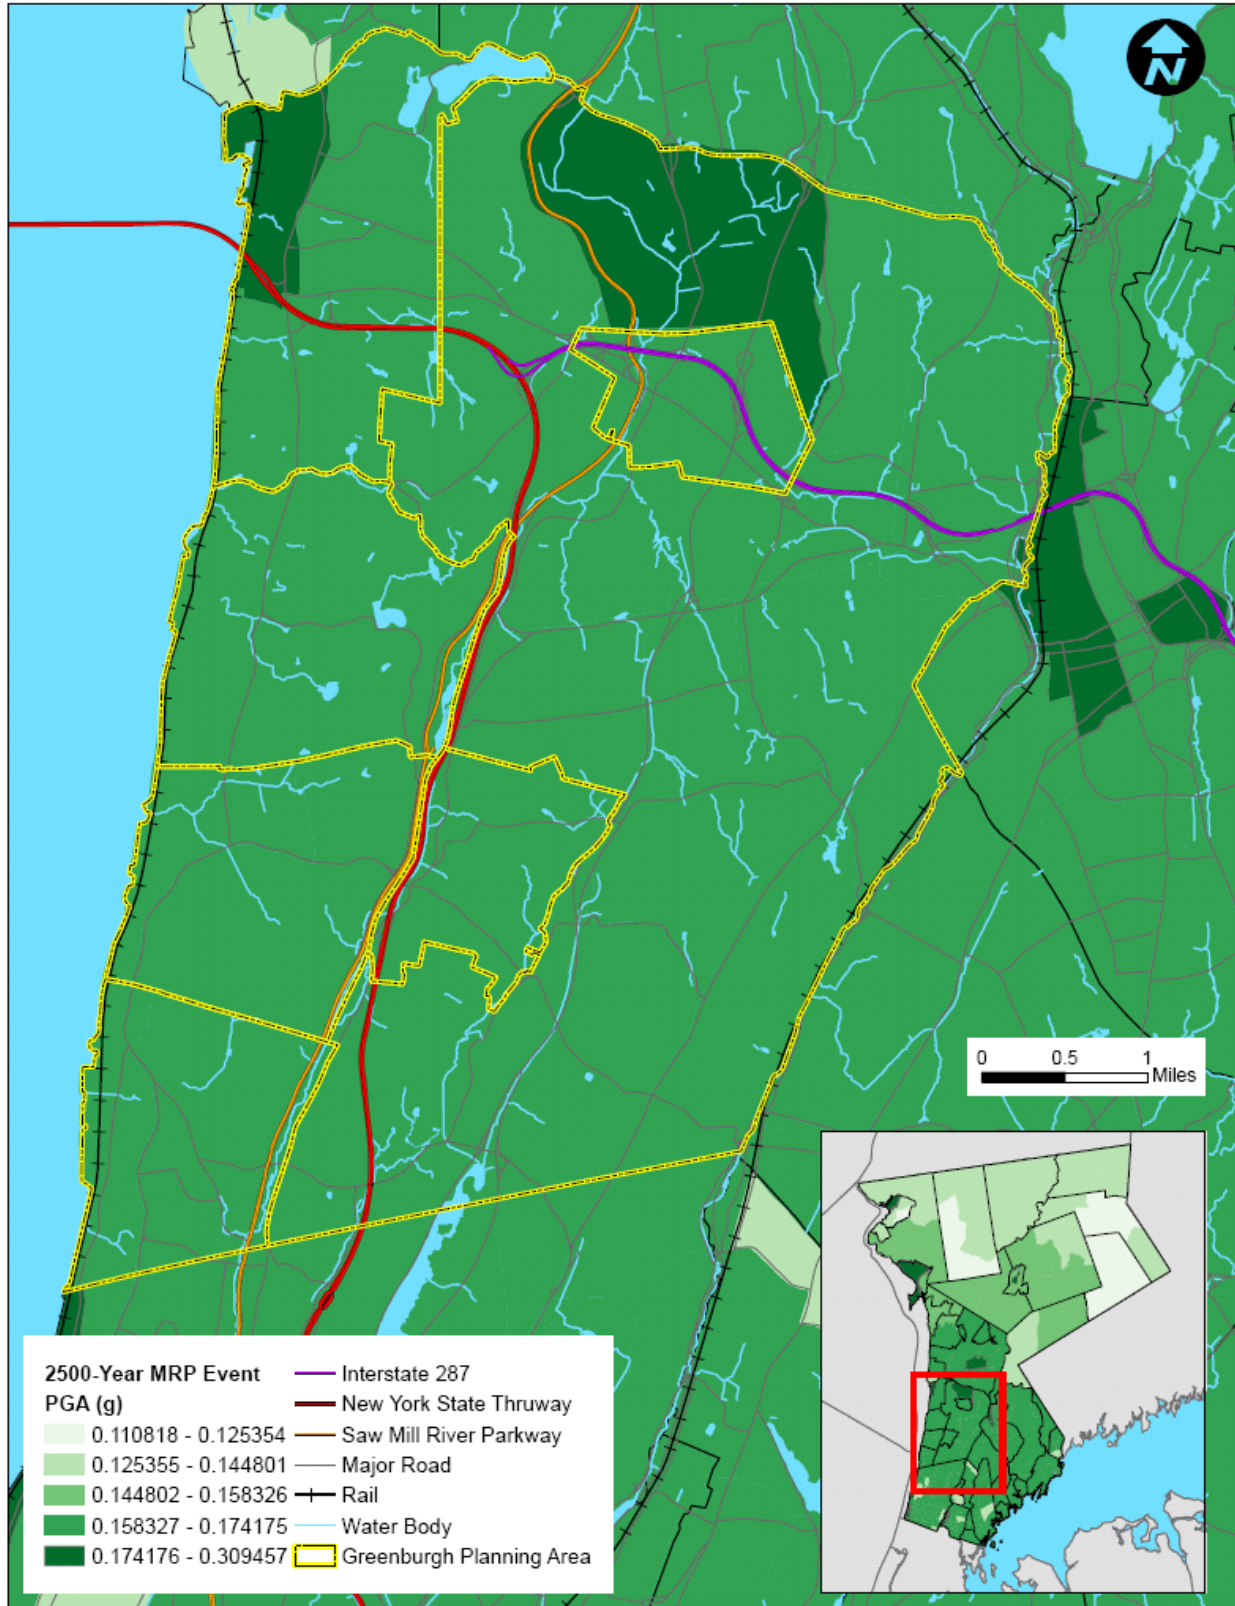 N
0 0.5 1
Miles
2500-Year MRP Event
PGA (g)
0.110818 - 0.125354
0.125355 - 0.144801
0.144802 - 0.158326
0.158327 - 0.174175
0.174176 - 0.309457
Interstate 287
New York State Thruway
Saw Mill River Parkway
Major Road
Rail
Water Body
Greenburgh Planning Area